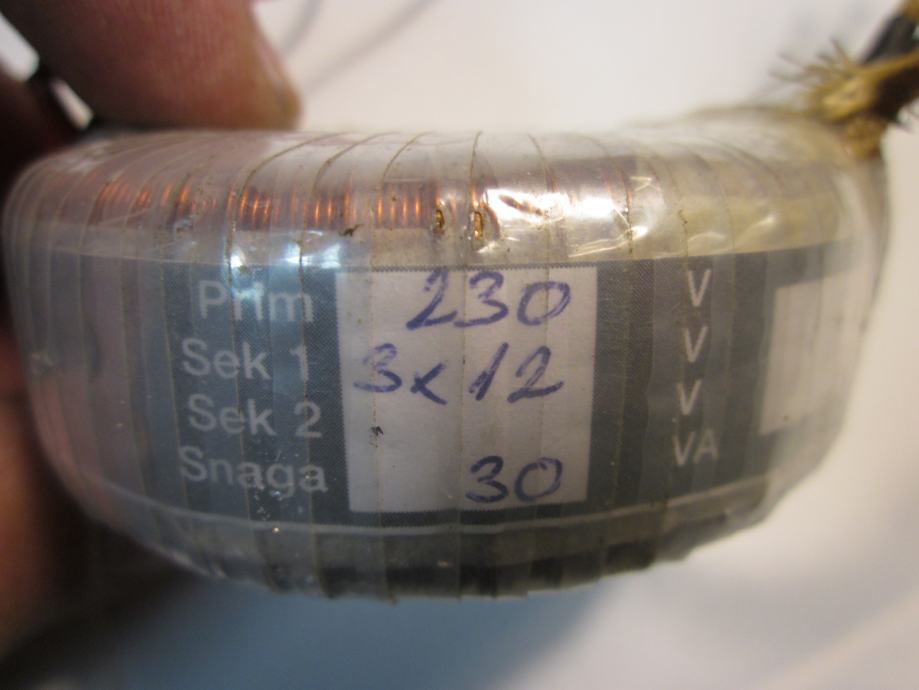 Prim 230 V
Sek 1 3x12 V
Sek 2 V
Snaga 30 VA